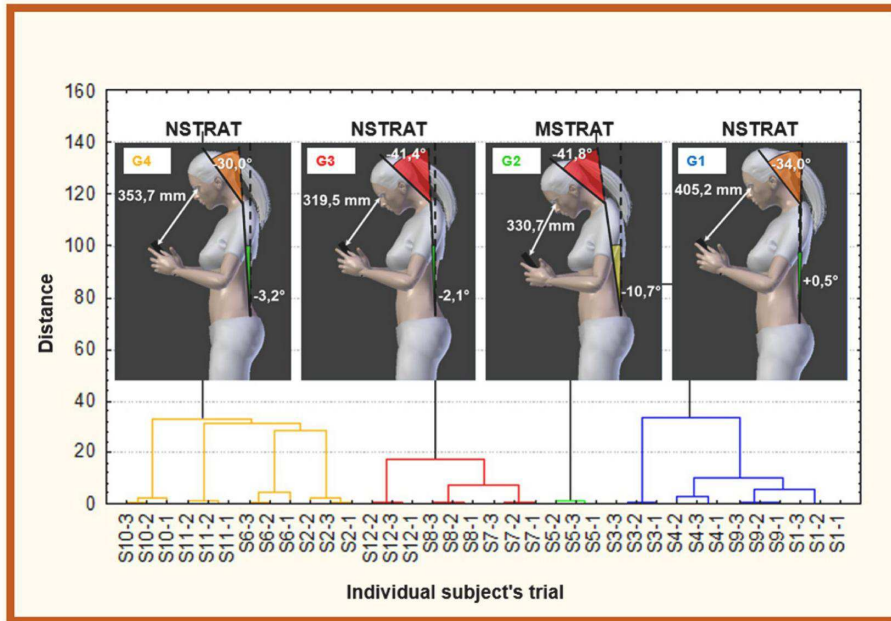 160
140
120
100
80
60
40
20
0
Distance
NSTRAT
G4
-30,0°
353,7 mm
-3,2°
NSTRAT
G3
-41,4°
319,5 mm
-2,1°
MSTRAT
G2
-41,8°
330,7 mm
-10,7°
NSTRAT
G1
-34,0°
405,2 mm
+0,5°
S10-3
S10-2
S10-1
S11-2
S11-2
S11-1
S6-3
S6-2
S6-1
S2-2
S2-3
S2-1
S12-2
S12-3
S12-1
S8-3
S8-2
S8-1
S7-3
S7-2
S7-1
S5-2
S5-3
S5-1
S3-3
S3-2
S3-1
S4-2
S4-3
S4-1
S9-3
S9-2
S9-1
S1-3
S1-2
S1-1
Individual subject's trial